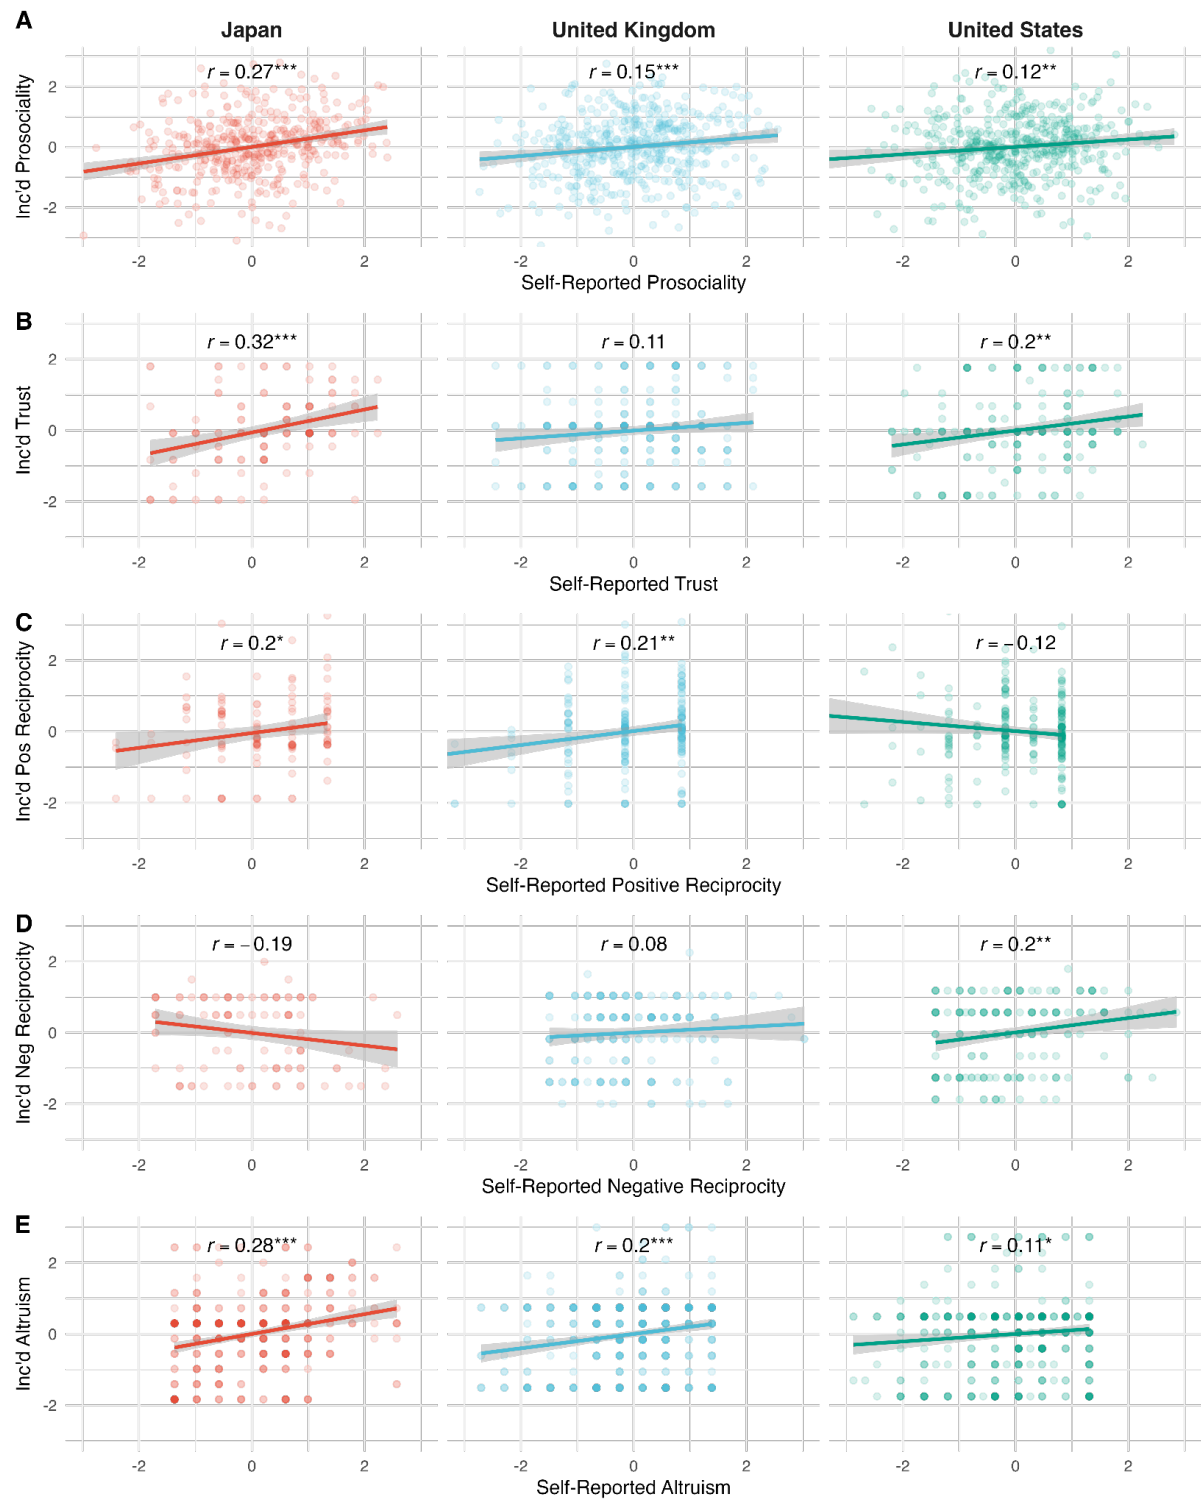 A
Japan United Kingdom United States
r = 0.27*** r = 0.15*** r = 0.12**
Inc'd Prosociality
2
0
-2
-2 0 2 -2 0 2 -2 0 2
Self-Reported Prosociality
B
r = 0.32*** r = 0.11 r = 0.2**
Inc'd Trust
2
0
-2
-2 0 2 -2 0 2 -2 0 2
Self-Reported Trust
C
r = 0.2* r = 0.21** r = −0.12
Inc'd Pos Reciprocity
2
0
-2
-2 0 2 -2 0 2 -2 0 2
Self-Reported Positive Reciprocity
D
r = −0.19 r = 0.08 r = 0.2**
Inc'd Neg Reciprocity
2
0
-2
-2 0 2 -2 0 2 -2 0 2
Self-Reported Negative Reciprocity
E
r = 0.28*** r = 0.2*** r = 0.11*
Inc'd Altruism
2
0
-2
-2 0 2 -2 0 2 -2 0 2
Self-Reported Altruism